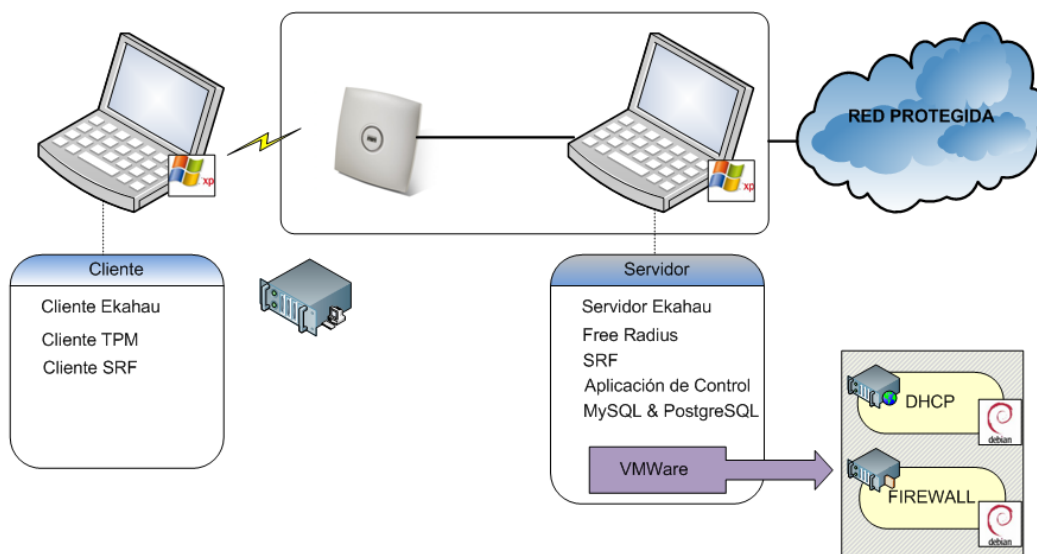 RED PROTEGIDA
xp
xp
Cliente
Cliente Ekahau
Cliente TPM
Cliente SRF
Servidor
Servidor Ekahau
Free Radius
SRF
Aplicación de Control
MySQL & PostgreSQL
VMWare
DHCP
debian
FIREWALL
debian